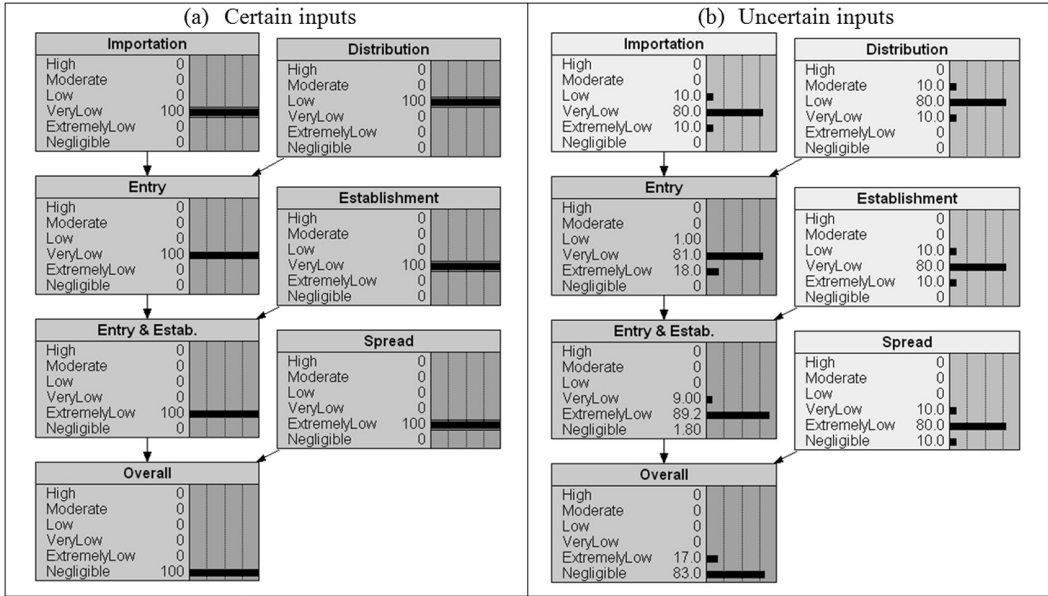 (a) Certain inputs
Importation
High 0
Moderate 0
Low 0
VeryLow 100
ExtremelyLow 0
Negligible 0
Distribution
High 0
Moderate 0
Low 100
VeryLow 0
ExtremelyLow 0
Negligible 0
Entry
High 0
Moderate 0
Low 0
VeryLow 100
ExtremelyLow 0
Negligible 0
Establishment
High 0
Moderate 0
Low 0
VeryLow 100
ExtremelyLow 0
Negligible 0
Entry & Estab.
High 0
Moderate 0
Low 0
VeryLow 0
ExtremelyLow 100
Negligible 0
Spread
High 0
Moderate 0
Low 0
VeryLow 0
ExtremelyLow 100
Negligible 0
Overall
High 0
Moderate 0
Low 0
VeryLow 0
ExtremelyLow 0
Negligible 100
(b) Uncertain inputs
Importation
High 0
Moderate 0
Low 10.0
VeryLow 80.0
ExtremelyLow 10.0
Negligible 0
Distribution
High 0
Moderate 10.0
Low 80.0
VeryLow 10.0
ExtremelyLow 0
Negligible 0
Entry
High 0
Moderate 0
Low 1.00
VeryLow 81.0
ExtremelyLow 18.0
Negligible 0
Establishment
High 0
Moderate 0
Low 10.0
VeryLow 80.0
ExtremelyLow 10.0
Negligible 0
Entry & Estab.
High 0
Moderate 0
Low 0
VeryLow 9.00
ExtremelyLow 89.2
Negligible 1.80
Spread
High 0
Moderate 0
Low 0
VeryLow 10.0
ExtremelyLow 80.0
Negligible 10.0
Overall
High 0
Moderate 0
Low 0
VeryLow 0
ExtremelyLow 17.0
Negligible 83.0